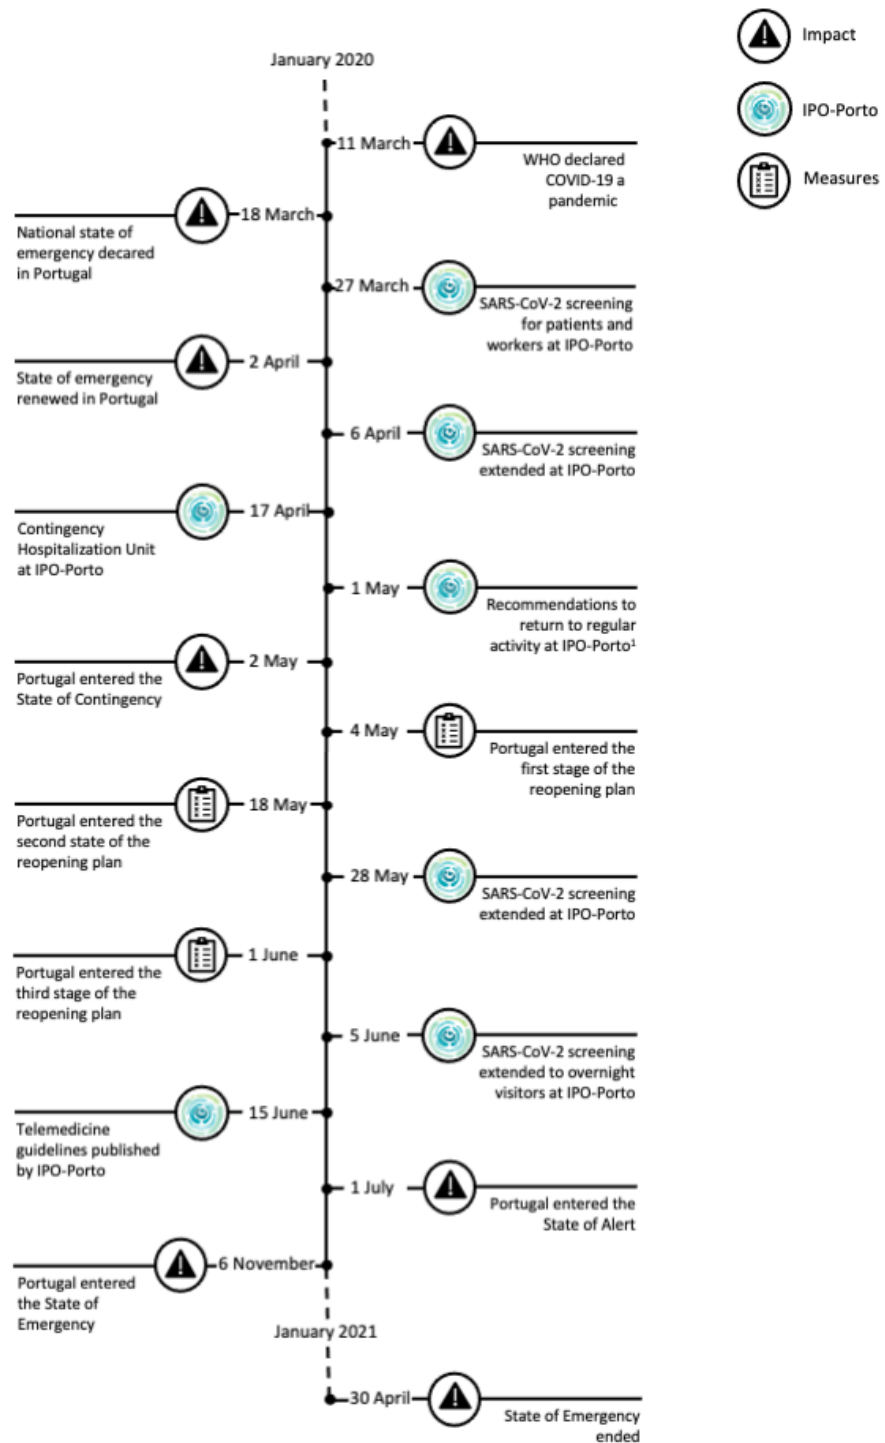 Impact
IPO-Porto
Measures
January 2020
11 March
WHO declared
COVID-19 a
pandemic
18 March
National state of
emergency decared
in Portugal
27 March
SARS-CoV-2 screening
for patients and
workers at IPO-Porto
2 April
State of emergency
renewed in Portugal
6 April
SARS-CoV-2 screening
extended at IPO-Porto
17 April
Contingency
Hospitalization Unit
at IPO-Porto
1 May
Recommendations to
return to regular
activity at IPO-Porto¹
2 May
Portugal entered the
State of Contingency
4 May
Portugal entered the
first stage of the
reopening plan
18 May
Portugal entered the
second state of the
reopening plan
28 May
SARS-CoV-2 screening
extended at IPO-Porto
1 June
Portugal entered the
third stage of the
reopening plan
5 June
SARS-CoV-2 screening
extended to overnight
visitors at IPO-Porto
15 June
Telemedicine
guidelines published
by IPO-Porto
1 July
Portugal entered the
State of Alert
6 November
Portugal entered
the State of
Emergency
January 2021
30 April
State of Emergency
ended